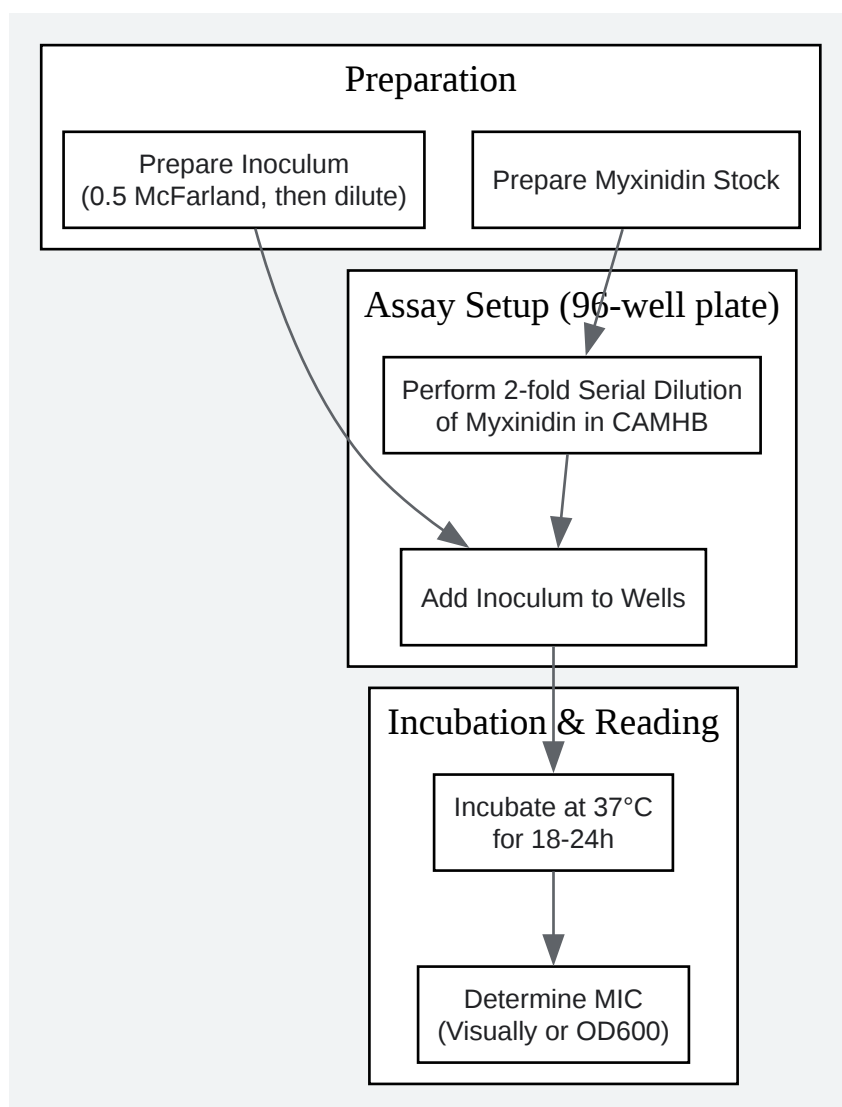 Preparation
Prepare Inoculum
(0.5 McFarland, then dilute)
Prepare Myxinidin Stock
Assay Setup (96-well plate)
Perform 2-fold Serial Dilution
of Myxinidin in CAMHB
Add Inoculum to Wells
Incubation & Reading
Incubate at 37°C
for 18-24h
Determine MIC
(Visually or OD600)